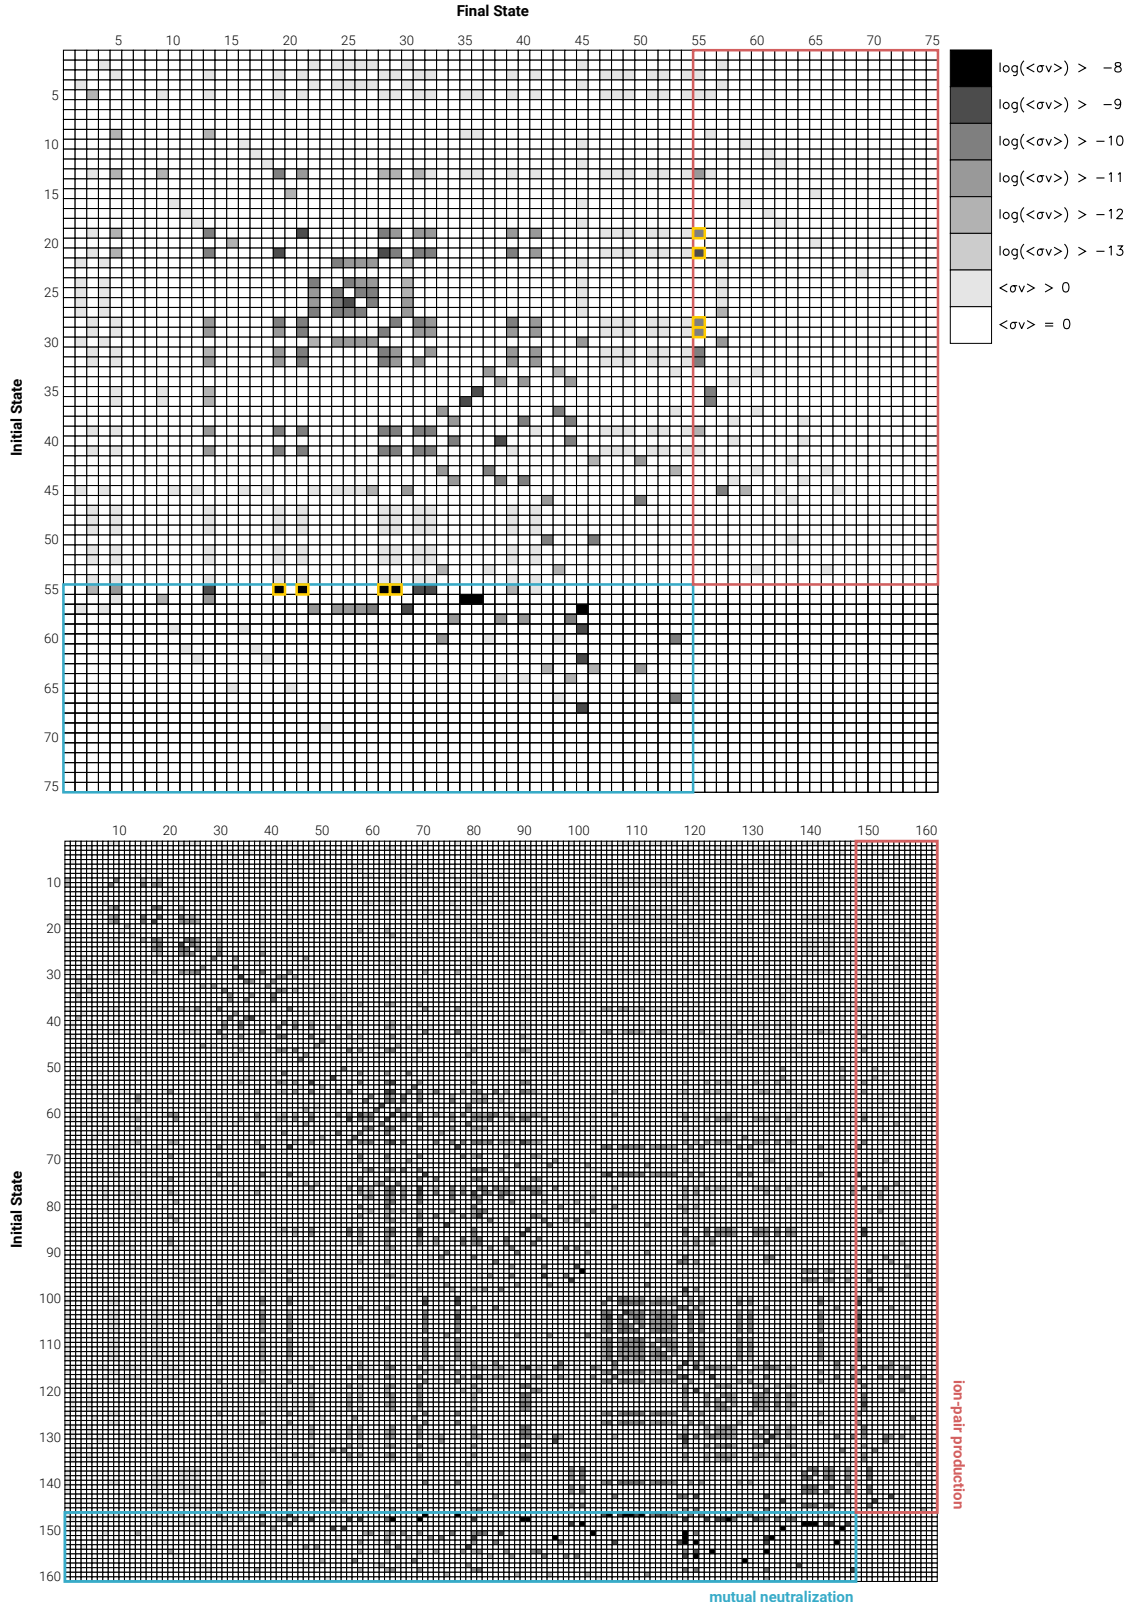 Final State
5 10 15 20 25 30 35 40 45 50 55 60 65 70 75
log(<σv>) > -8
log(<σv>) > -9
log(<σv>) > -10
log(<σv>) > -11
log(<σv>) > -12
log(<σv>) > -13
<σv> > 0
<σv> = 0
Initial State
5
10
15
20
25
30
35
40
45
50
55
60
65
70
75
10 20 30 40 50 60 70 80 90 100 110 120 130 140 150 160
Initial State
10
20
30
40
50
60
70
80
90
100
110
120
130
140
150
160
ion-pair production
mutual neutralization